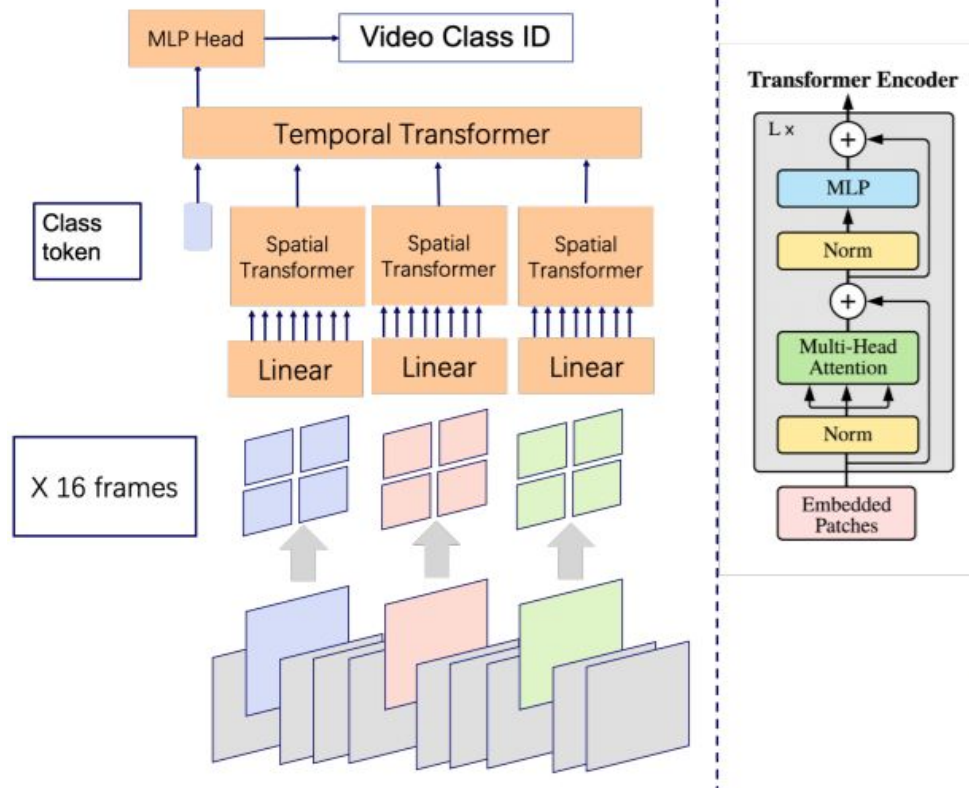 MLP Head
Video Class ID
Temporal Transformer
Class
token
Spatial
Transformer
Spatial
Transformer
Spatial
Transformer
Linear
Linear
Linear
X 16 frames
Transformer Encoder
L ×
+
MLP
Norm
+
Multi-Head
Attention
Norm
Embedded
Patches